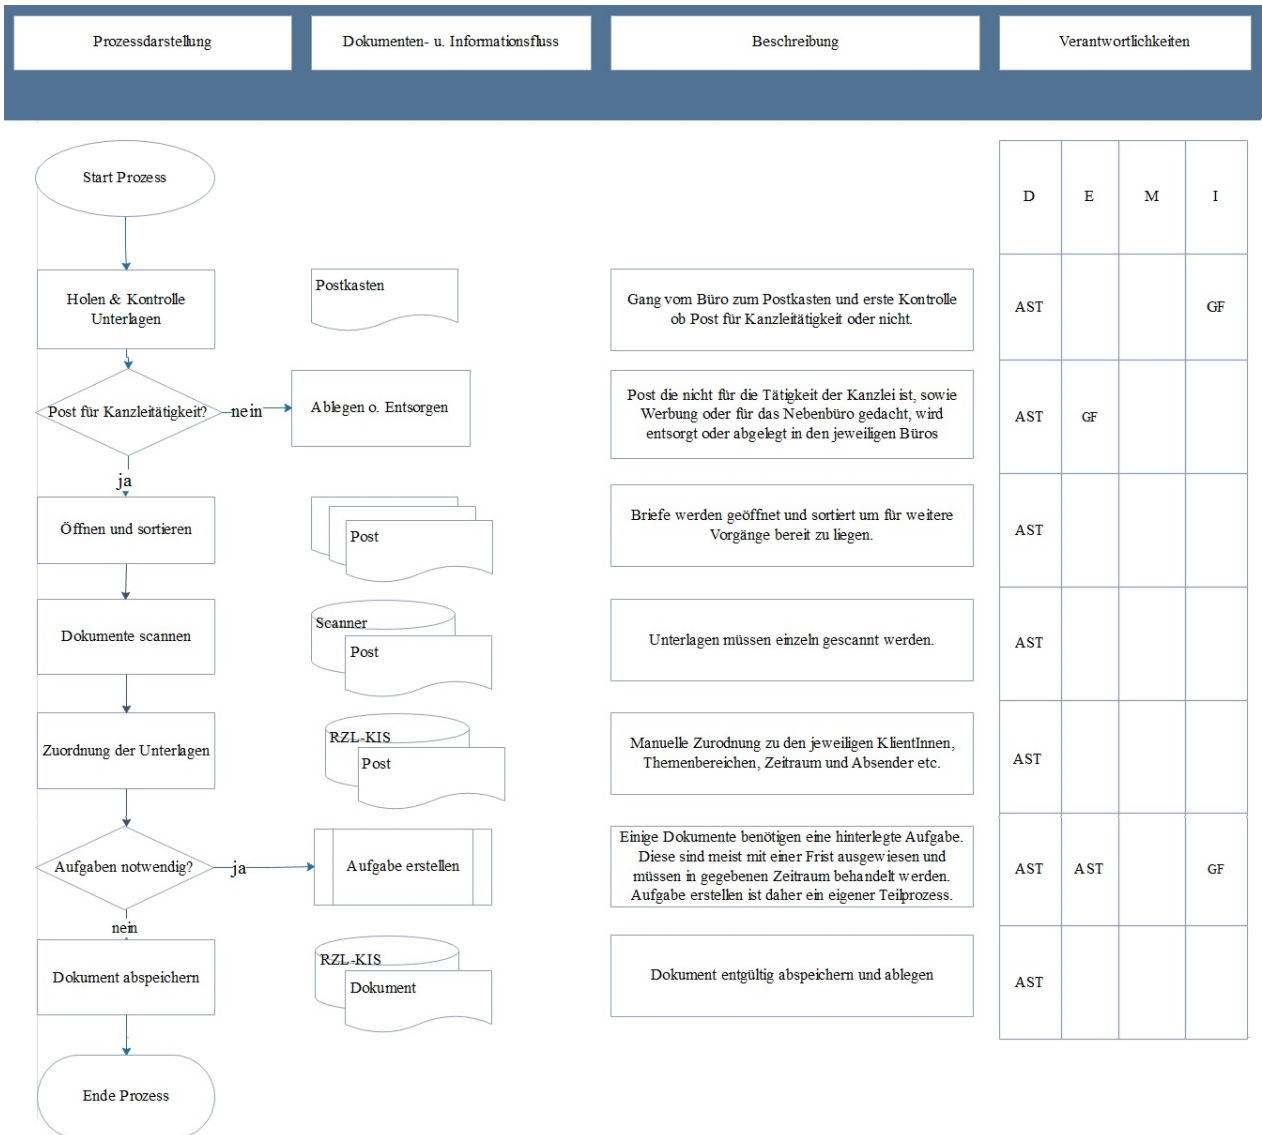 Prozessdarstellung
Dokumenten- u. Informationsfluss
Beschreibung
Verantwortlichkeiten
Start Prozess
D
E
M
I
Holen & Kontrolle
Unterlagen
Postkasten
Gang vom Büro zum Postkasten und erste Kontrolle
ob Post für Kanzleitätigkeit oder nicht.
AST
GF
Post für Kanzleitätigkeit?
nein
Ablegen o. Entsorgen
Post die nicht für die Tätigkeit der Kanzlei ist, sowie
Werbung oder für das Nebenbüro gedacht, wird
entsorgt oder abgelegt in den jeweiligen Büros
AST
GF
ja
Öffnen und sortieren
Post
Briefe werden geöffnet und sortiert um für weitere
Vorgänge bereit zu liegen.
AST
Dokumente scannen
Scanner
Post
Unterlagen müssen einzeln gescannt werden.
AST
Zuordnung der Unterlagen
RZL-KIS
Post
Manuelle Zurodnung zu den jeweiligen KlientInnen,
Themenbereichen, Zeitraum und Absender etc.
AST
Aufgaben notwendig?
ja
Aufgabe erstellen
Einige Dokumente benötigen eine hinterlegte Aufgabe.
Diese sind meist mit einer Frist ausgewiesen und
müssen in gegebenen Zeitraum behandelt werden.
Aufgabe erstellen ist daher ein eigener Teilprozess.
AST
AST
GF
nein
Dokument abspeichern
RZL-KIS
Dokument
Dokument entgültig abspeichern und ablegen
AST
Ende Prozess